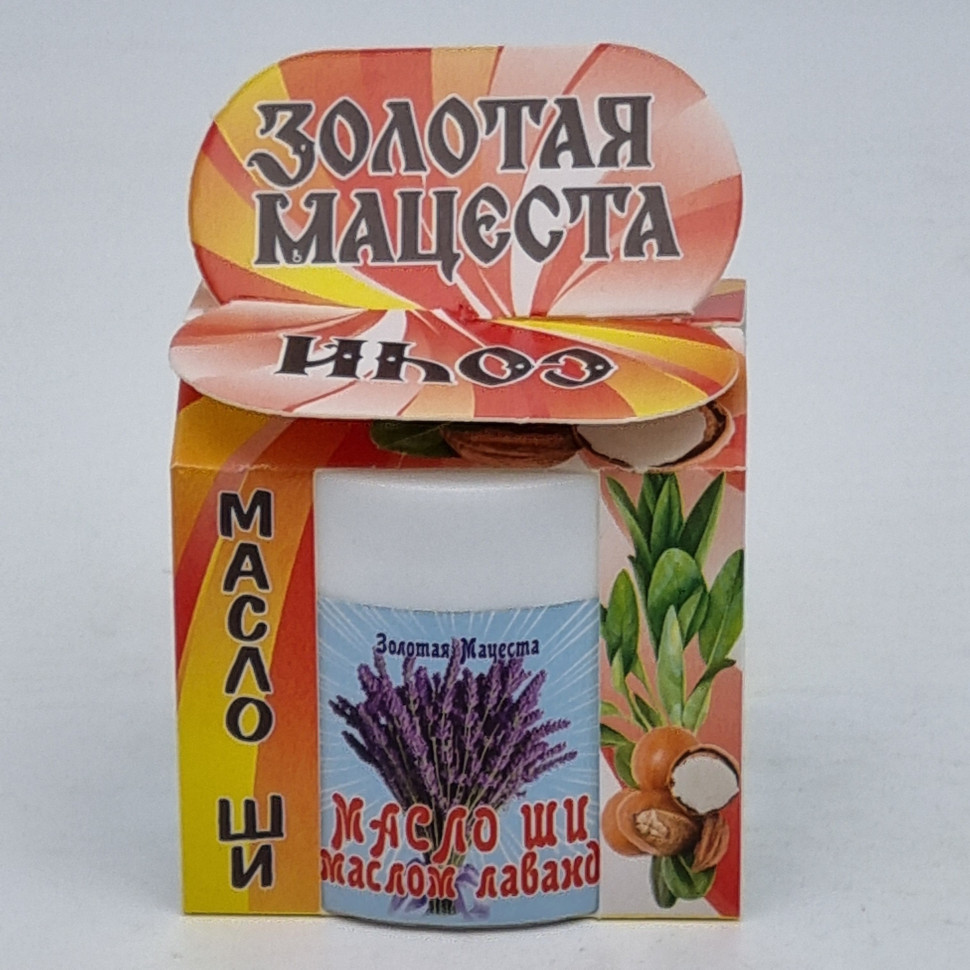 ЗОЛОТАЯ
МАЦЕСТА
СОЧИ
МАСЛО ШИ
Золотая Мацеста
МАСЛО ШИ
маслом лаванд